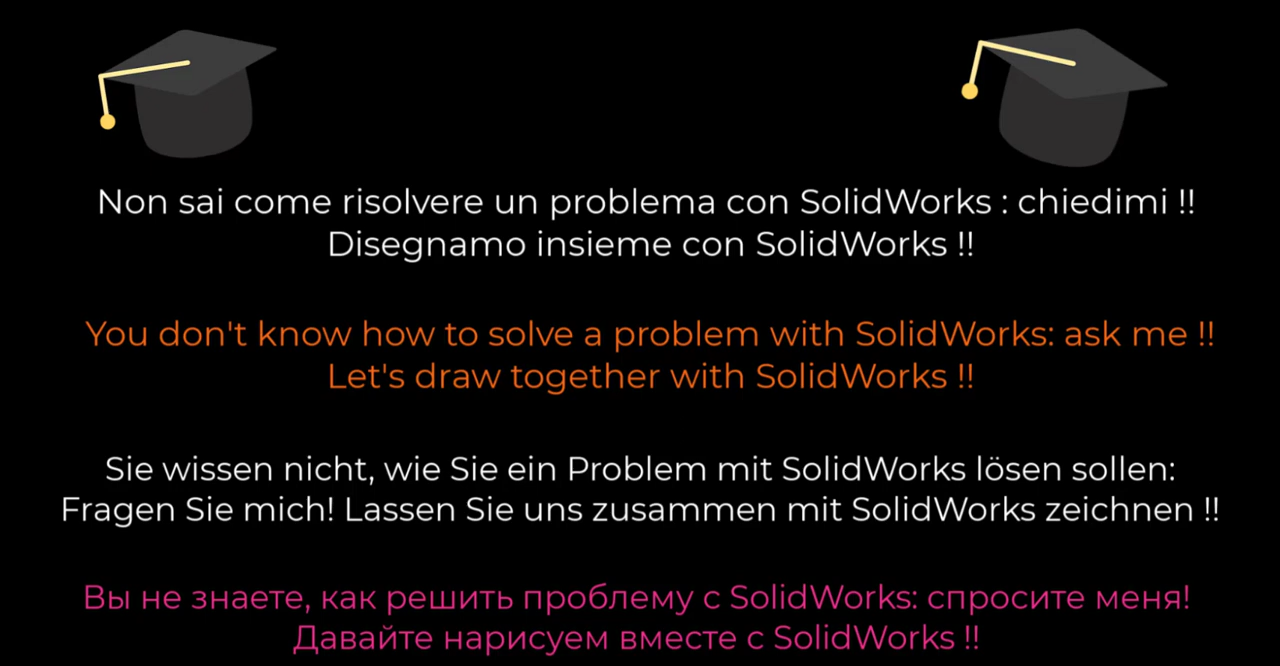 Non sai come risolvere un problema con SolidWorks : chiedimi !!
Disegnamo insieme con SolidWorks !!
You don't know how to solve a problem with SolidWorks: ask me !!
Let's draw together with SolidWorks !!
Sie wissen nicht, wie Sie ein Problem mit SolidWorks lösen sollen:
Fragen Sie mich! Lassen Sie uns zusammen mit SolidWorks zeichnen !!
Вы не знаете, как решить проблему с SolidWorks: спросите меня!
Давайте нарисуем вместе с SolidWorks !!